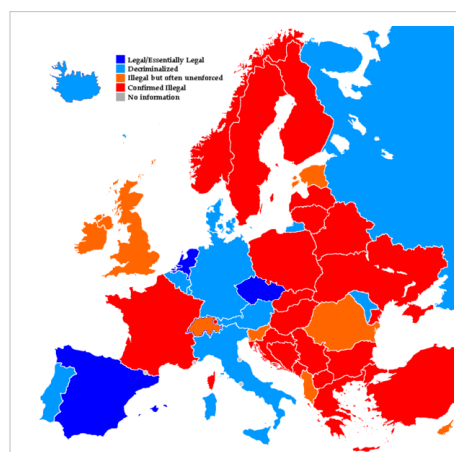 Legal/Essentially Legal
Decriminalized
Illegal but often unenforced
Confirmed Illegal
No information